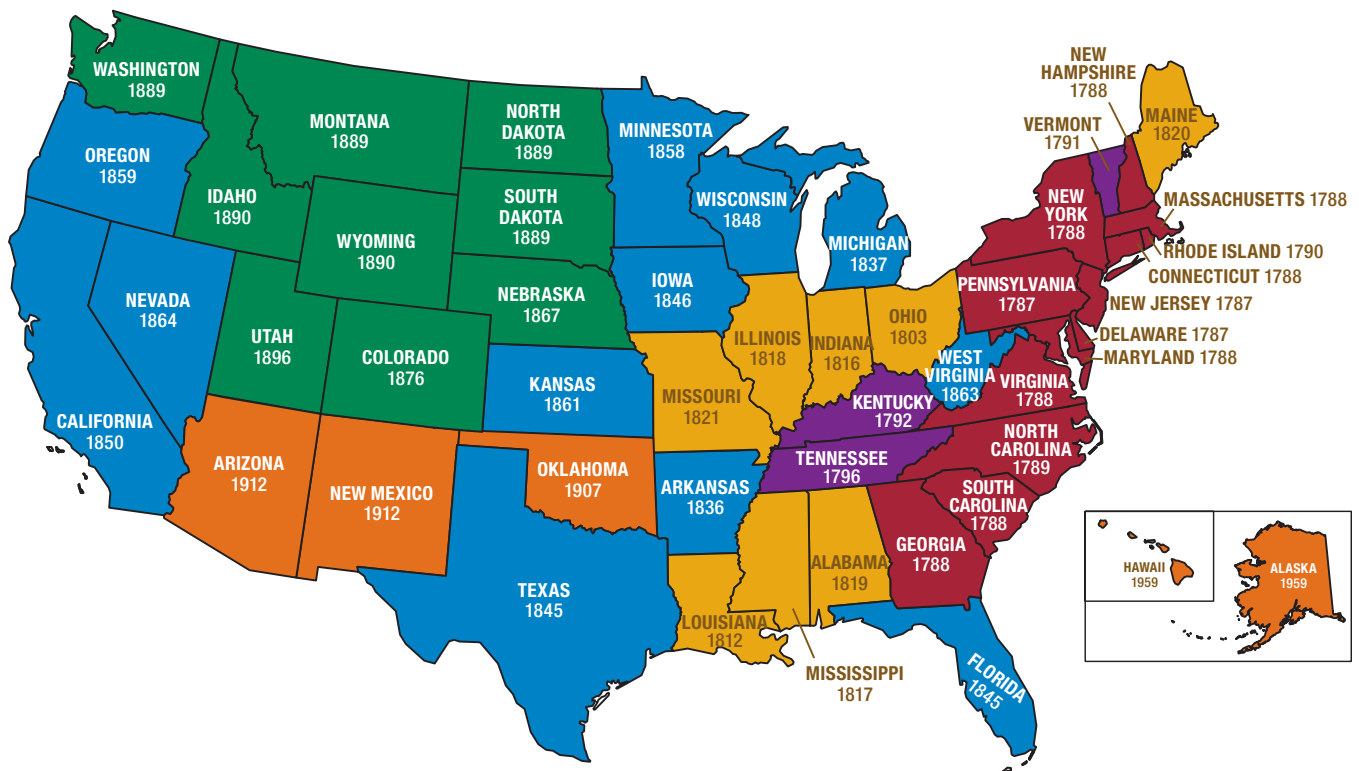 WASHINGTON
1889
OREGON
1859
CALIFORNIA
1850
NEVADA
1864
IDAHO
1890
MONTANA
1889
WYOMING
1890
UTAH
1896
COLORADO
1876
ARIZONA
1912
NEW MEXICO
1912
NORTH
DAKOTA
1889
SOUTH
DAKOTA
1889
NEBRASKA
1867
KANSAS
1861
OKLAHOMA
1907
TEXAS
1845
MINNESOTA
1858
IOWA
1846
MISSOURI
1821
ARKANSAS
1836
LOUISIANA
1812
WISCONSIN
1848
ILLINOIS
1818
MICHIGAN
1837
INDIANA
1816
OHIO
1803
KENTUCKY
1792
TENNESSEE
1796
MISSISSIPPI
1817
ALABAMA
1819
GEORGIA
1788
FLORIDA
1845
SOUTH
CAROLINA
1788
NORTH
CAROLINA
1789
VIRGINIA
1788
WEST
VIRGINIA
1863
PENNSYLVANIA
1787
NEW
YORK
1788
VERMONT
1791
NEW
HAMPSHIRE
1788
MAINE
1820
MASSACHUSETTS 1788
RHODE ISLAND 1790
CONNECTICUT 1788
NEW JERSEY 1787
DELAWARE 1787
MARYLAND 1788
HAWAII
1959
ALASKA
1959